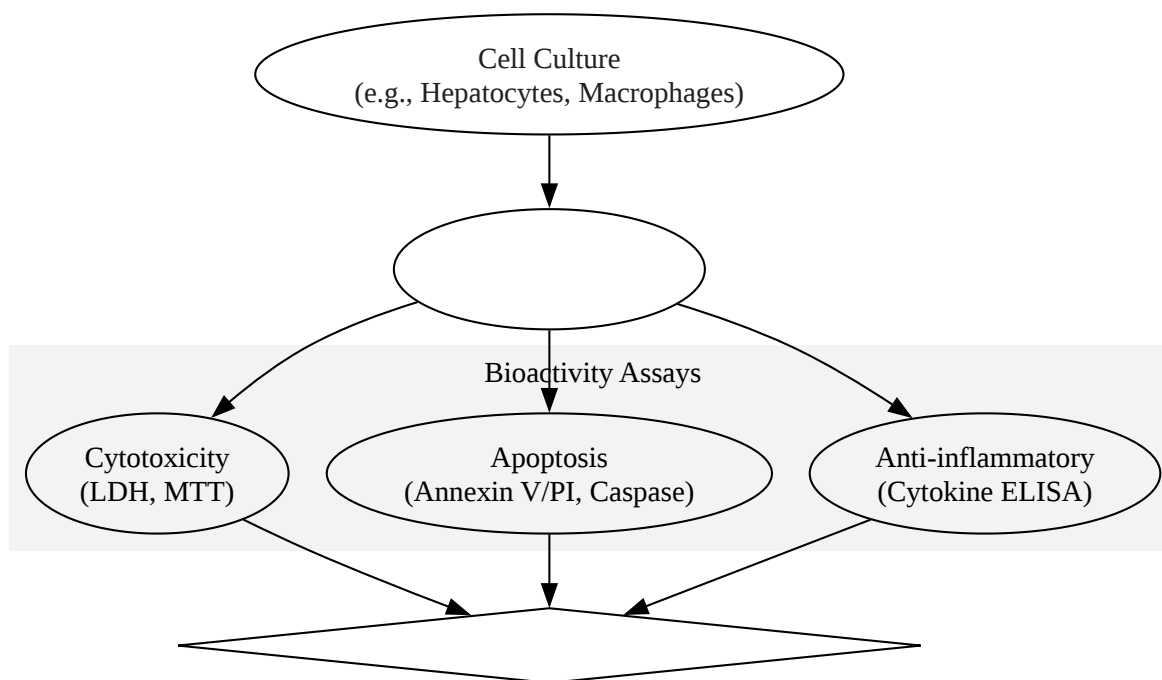 Cell Culture
(e.g., Hepatocytes, Macrophages)
Bioactivity Assays
Cytotoxicity
(LDH, MTT)
Apoptosis
(Annexin V/PI, Caspase)
Anti-inflammatory
(Cytokine ELISA)